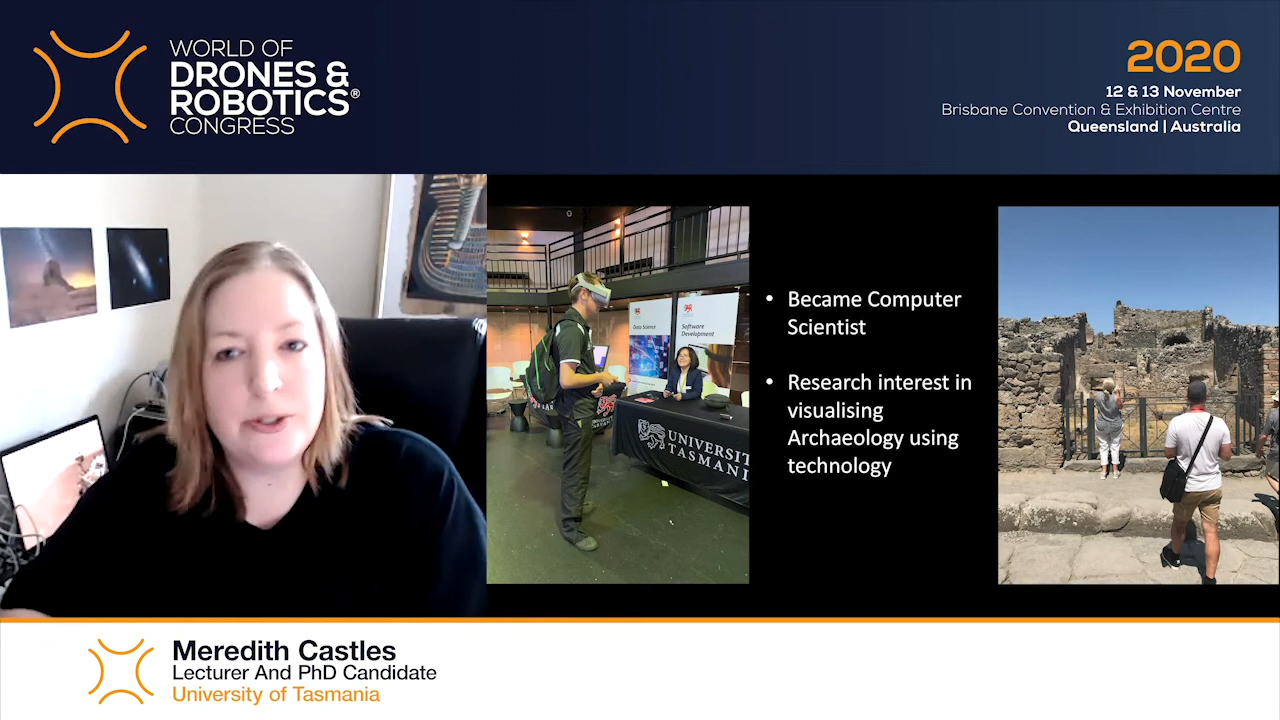 WORLD OF
DRONES &
ROBOTICS®
CONGRESS
2020
12 & 13 November
Brisbane Convention & Exhibition Centre
Queensland | Australia
Data Science
Software
Development
UNIVERSIT
TASMANI
• Became Computer
Scientist
• Research interest in
visualising
Archaeology using
technology
Meredith Castles
Lecturer And PhD Candidate
University of Tasmania